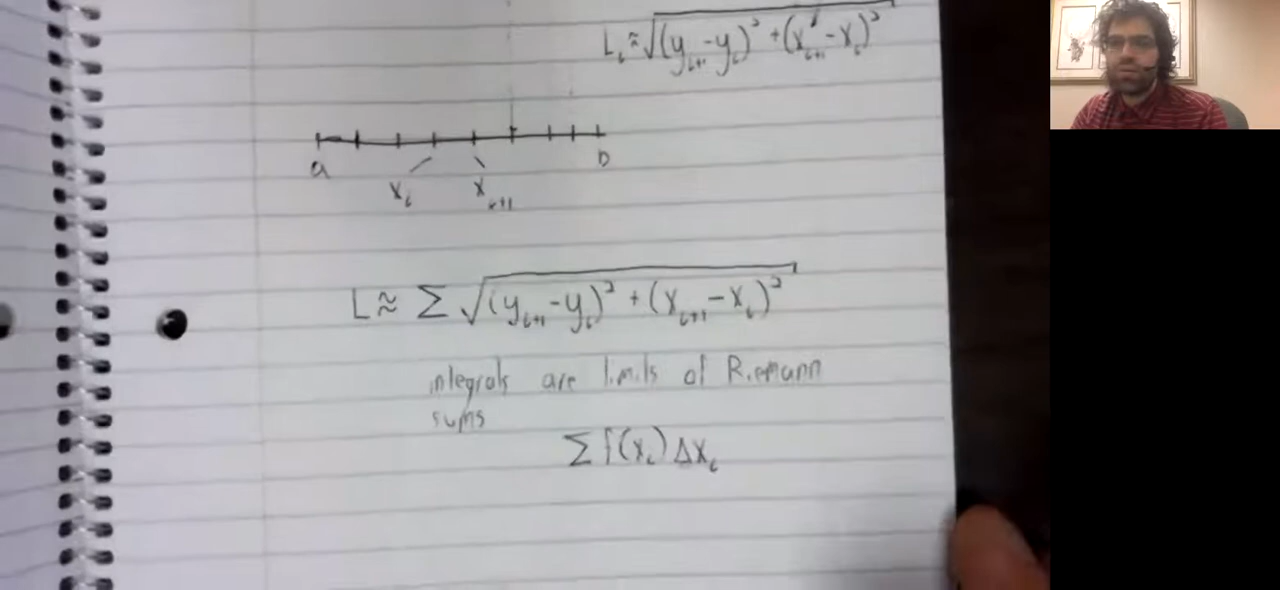 L_i ≈ √((y_{i+1} - y_i)² + (x_{i+1} - x_i)²)
a b
x_i x_{i+1}
L ≈ Σ √((y_{i+1} - y_i)² + (x_{i+1} - x_i)²)
integrals are limits of Riemann
sums
Σ f(x_i) Δx_i